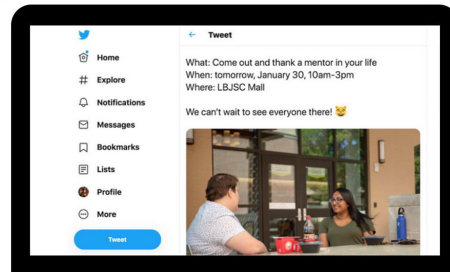 ← Tweet
Home
Explore
Notifications
Messages
Bookmarks
Lists
Profile
More
Tweet
What: Come out and thank a mentor in your life
When: tomorrow, January 30, 10am-3pm
Where: LBJSC Mall
We can't wait to see everyone there! 😺